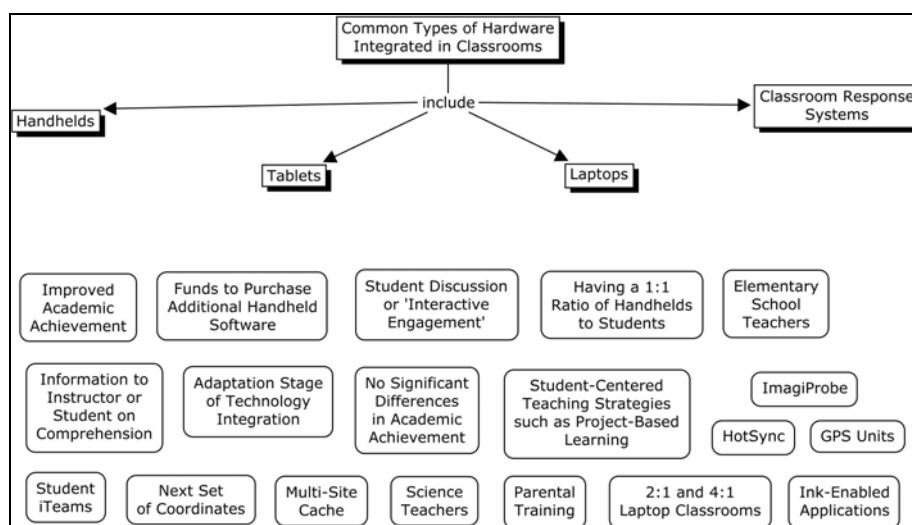 Common Types of Hardware
Integrated in Classrooms
include
Handhelds
Classroom Response
Systems
Tablets
Laptops
Improved
Academic
Achievement
Funds to Purchase
Additional Handheld
Software
Student Discussion
or 'Interactive
Engagement'
Having a 1:1
Ratio of Handhelds
to Students
Elementary
School
Teachers
Information to
Instructor or
Student on
Comprehension
Adaptation Stage
of Technology
Integration
No Significant
Differences
in Academic
Achievement
Student-Centered
Teaching Strategies
such as Project-Based
Learning
ImagiProbe
HotSync
GPS Units
Student
iTeams
Next Set
of Coordinates
Multi-Site
Cache
Science
Teachers
Parental
Training
2:1 and 4:1
Laptop Classrooms
Ink-Enabled
Applications